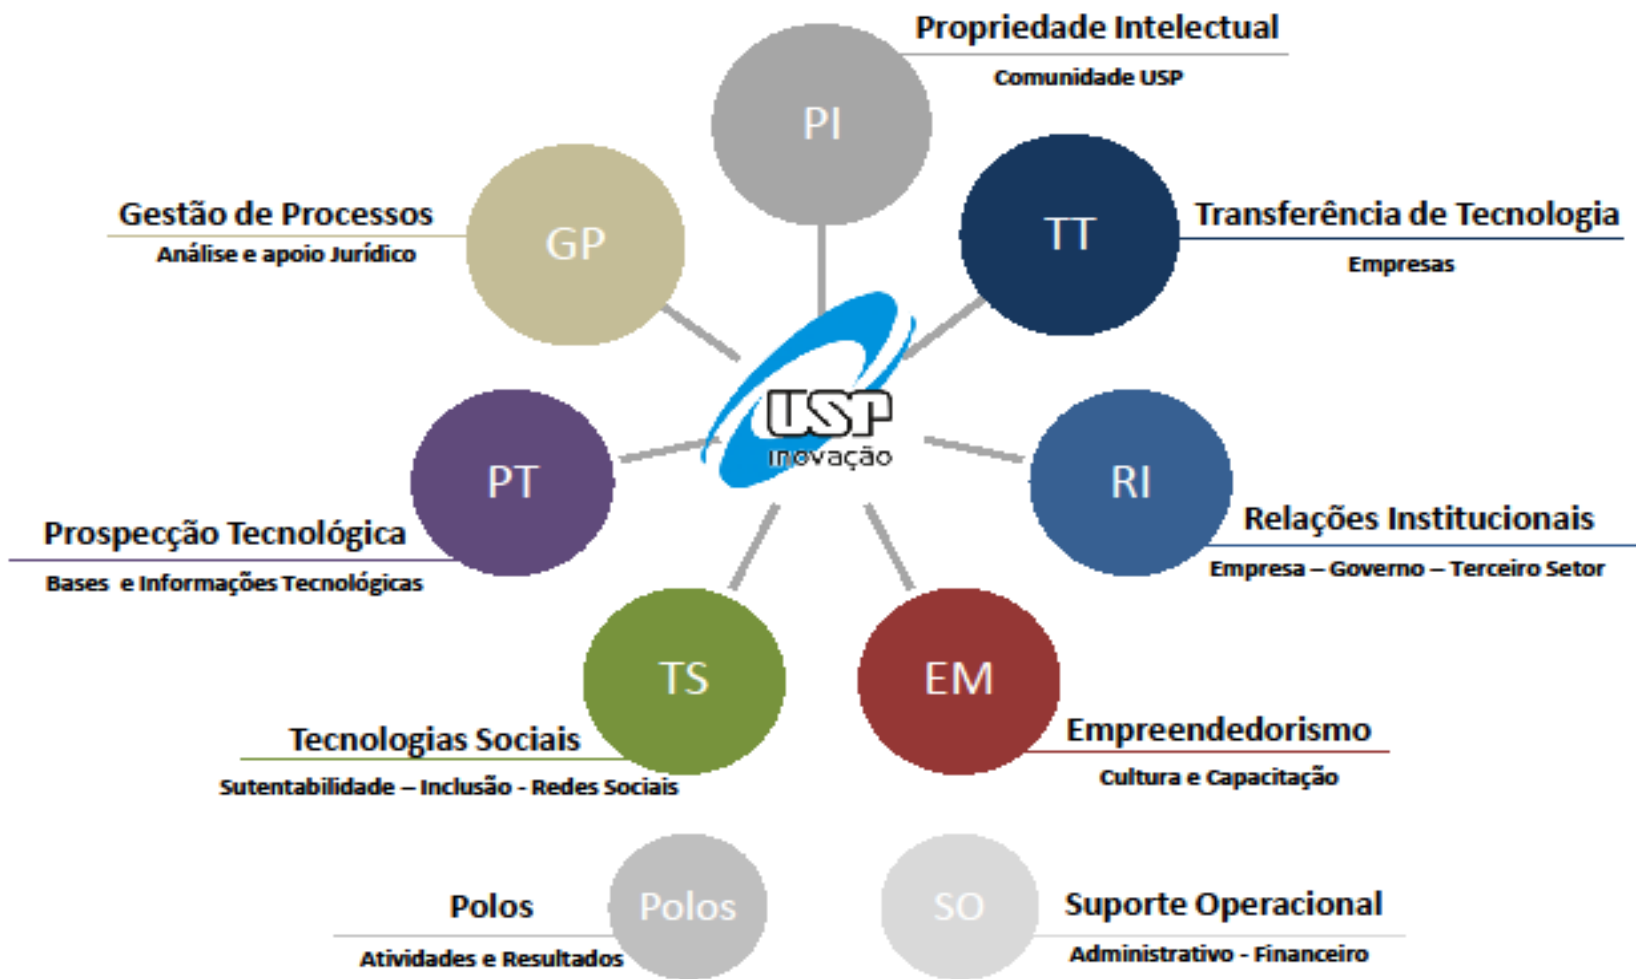 Propriedade Intelectual
Comunidade USP
PI
Gestão de Processos
Análise e apoio Jurídico
GP
TT
Transferência de Tecnologia
Empresas
USP
inovação
PT
Prospecção Tecnológica
Bases e Informações Tecnológicas
RI
Relações Institucionais
Empresa – Governo – Terceiro Setor
TS
Tecnologias Sociais
Sutentabilidade – Inclusão - Redes Sociais
EM
Empreendedorismo
Cultura e Capacitação
Polos
Polos
Atividades e Resultados
SO
Suporte Operacional
Administrativo - Financeiro